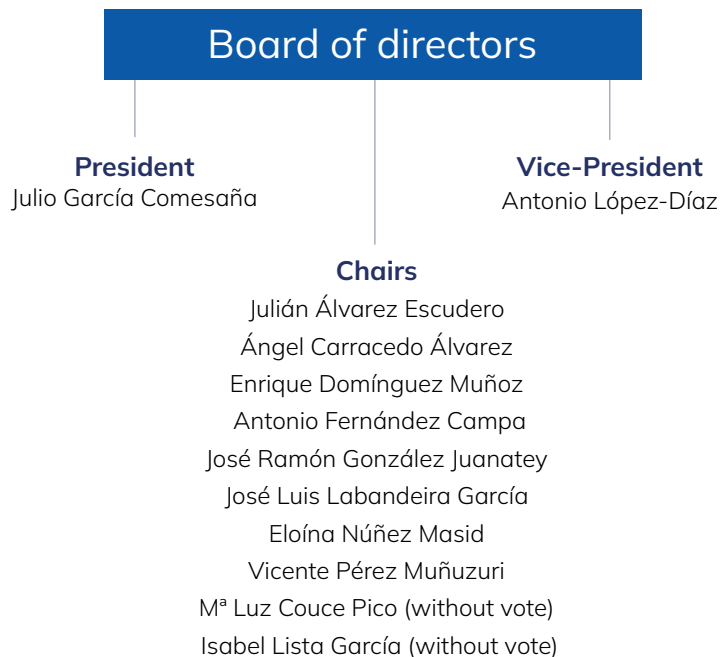 Board of directors
President
Julio García Comesaña
Vice-President
Antonio López-Díaz
Chairs
Julián Álvarez Escudero
Ángel Carracedo Álvarez
Enrique Domínguez Muñoz
Antonio Fernández Campa
José Ramón González Juanatey
José Luis Labandeira García
Eloína Núñez Masid
Vicente Pérez Muñuzuri
Mª Luz Couce Pico (without vote)
Isabel Lista García (without vote)